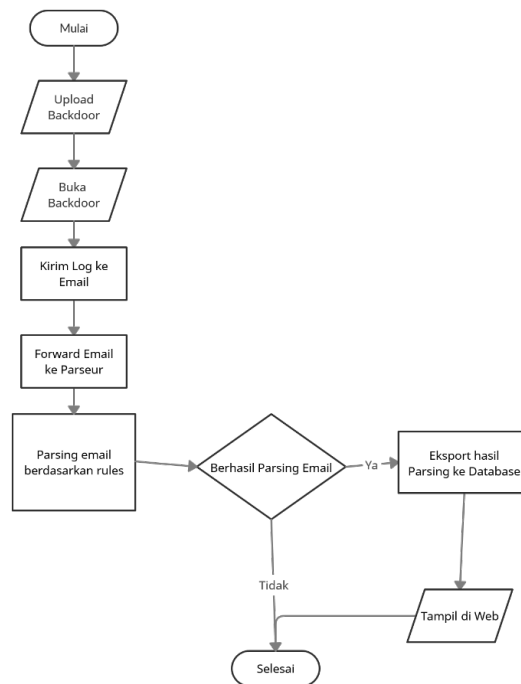 Mulai
Upload
Backdoor
Buka
Backdoor
Kirim Log ke
Email
Forward Email
ke Parseur
Parsing email
berdasarkan rules
Berhasil Parsing Email
Ya
Eksport hasil
Parsing ke Database
Tidak
Tampil di Web
Selesai